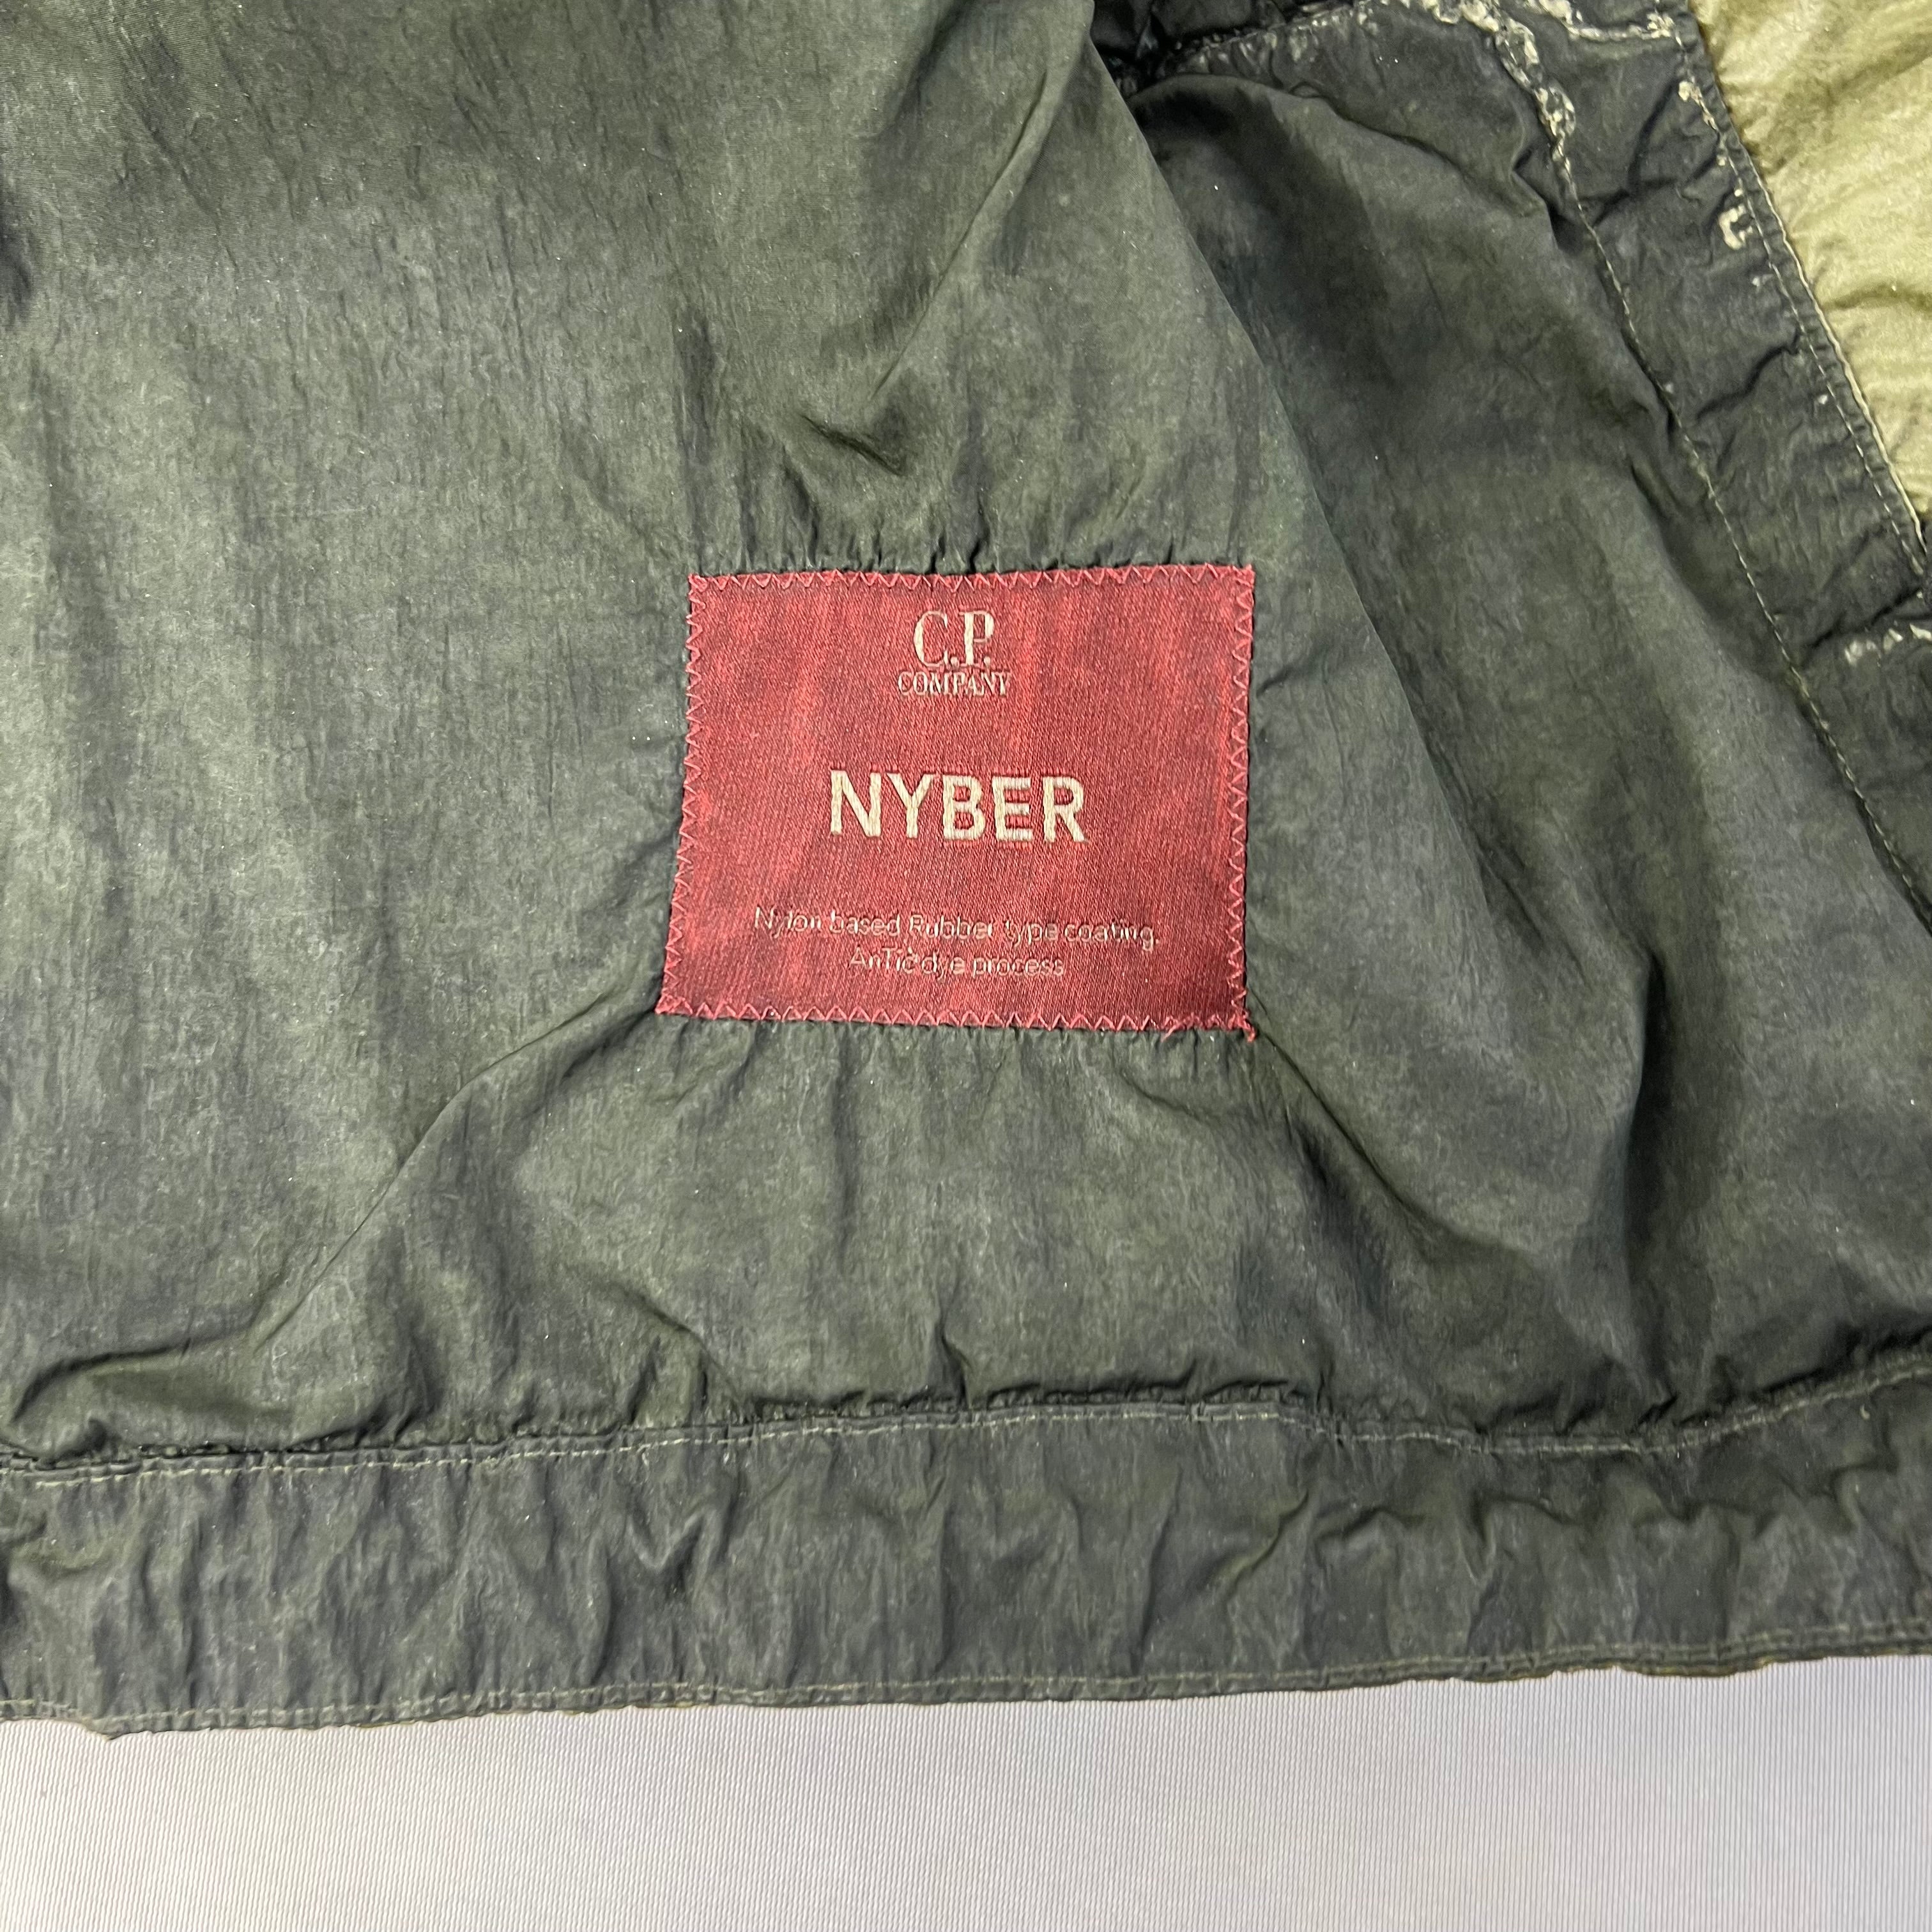 C.P.
COMPANY
NYBER
Nylon based Rubber type coating.
AnTic dye process